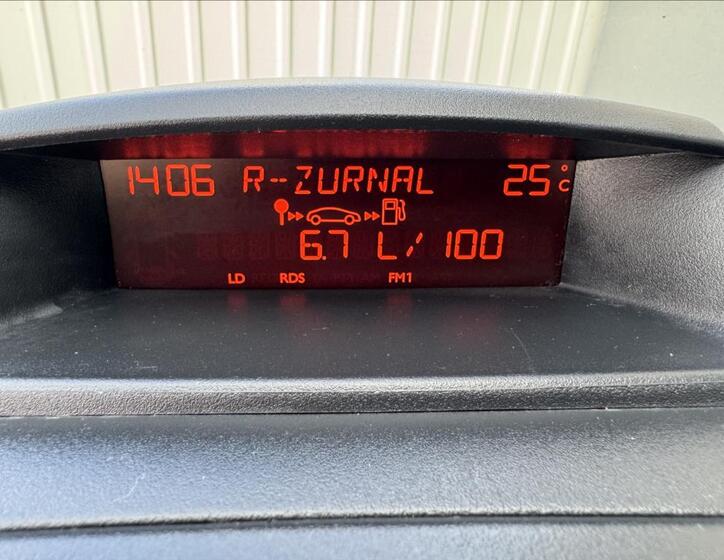 1406 R-ZURNAL 25°C
6.7 L/100
LD RDS FM1